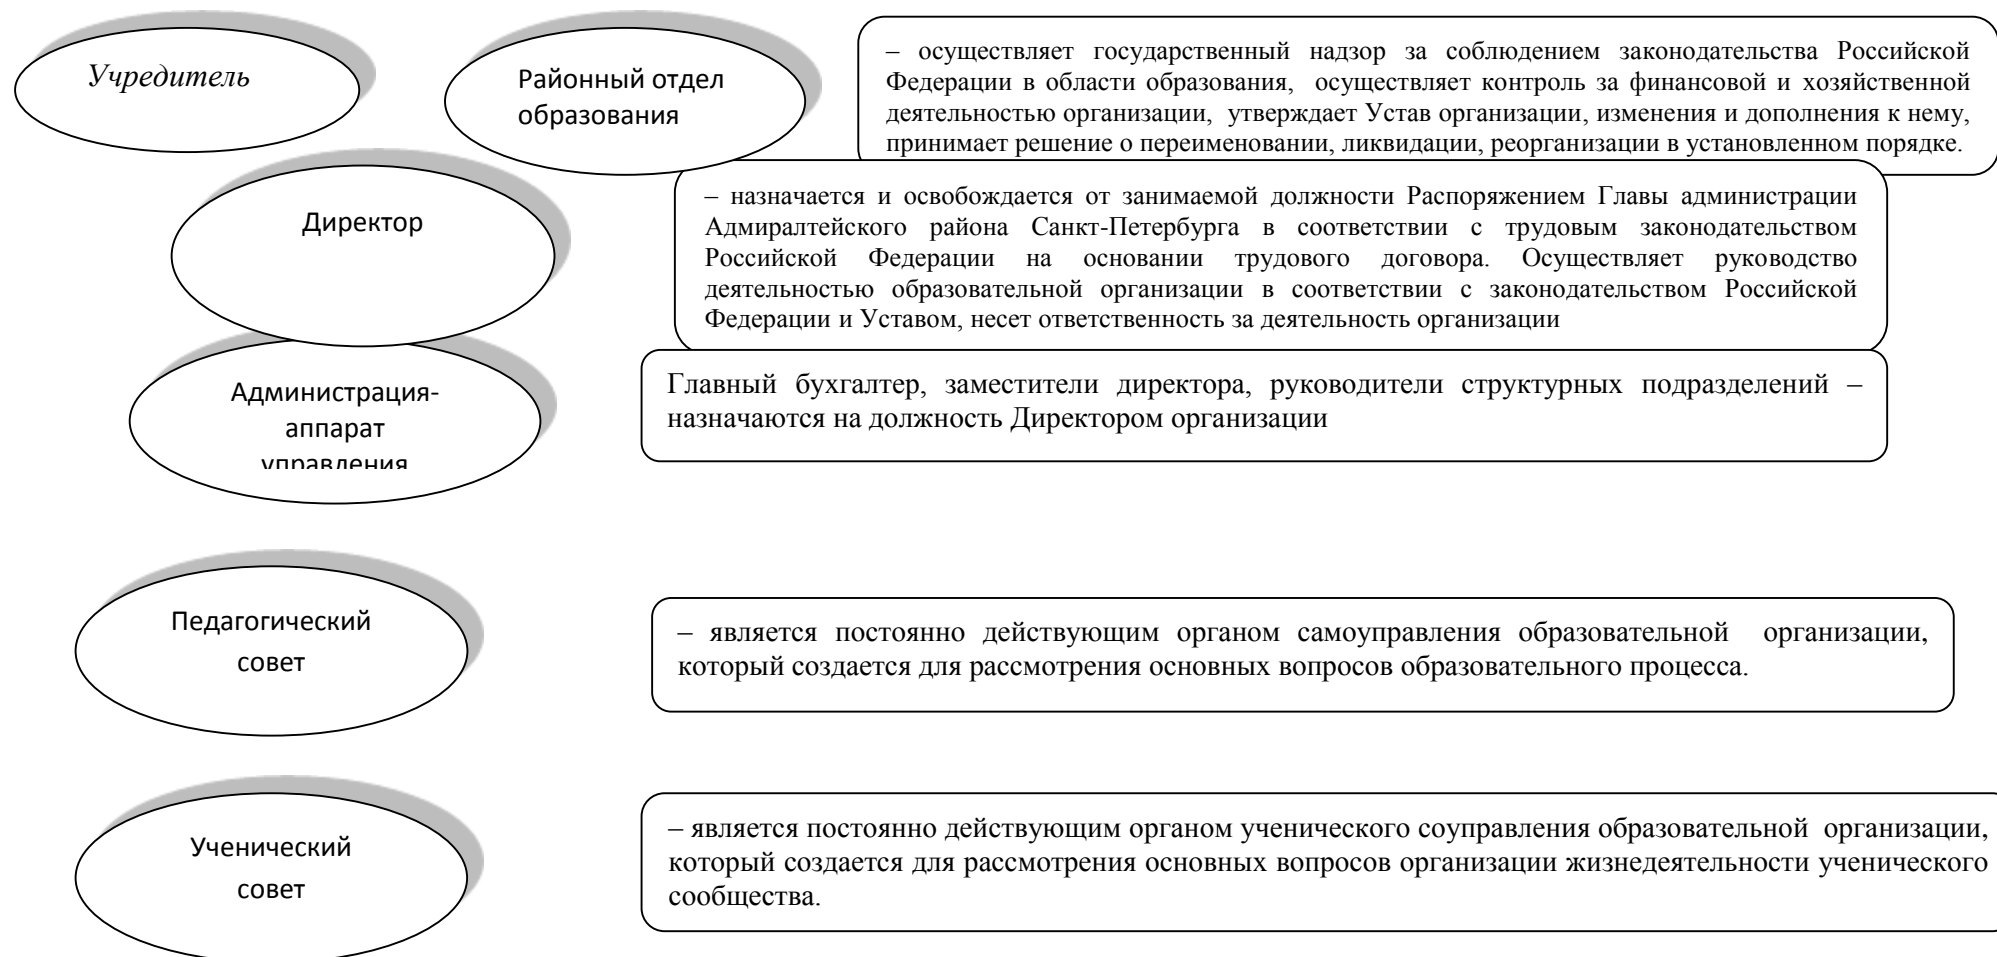 Учредитель
Районный отдел
образования
– осуществляет государственный надзор за соблюдением законодательства Российской
Федерации в области образования, осуществляет контроль за финансовой и хозяйственной
деятельностью организации, утверждает Устав организации, изменения и дополнения к нему,
принимает решение о переименовании, ликвидации, реорганизации в установленном порядке.
Директор
– назначается и освобождается от занимаемой должности Распоряжением Главы администрации
Адмиралтейского района Санкт-Петербурга в соответствии с трудовым законодательством
Российской Федерации на основании трудового договора. Осуществляет руководство
деятельностью образовательной организации в соответствии с законодательством Российской
Федерации и Уставом, несет ответственность за деятельность организации
Администрация-
аппарат
управления
Главный бухгалтер, заместители директора, руководители структурных подразделений –
назначаются на должность Директором организации
Педагогический
совет
– является постоянно действующим органом самоуправления образовательной организации,
который создается для рассмотрения основных вопросов образовательного процесса.
Ученический
совет
– является постоянно действующим органом ученического соуправления образовательной организации,
который создается для рассмотрения основных вопросов организации жизнедеятельности ученического
сообщества.